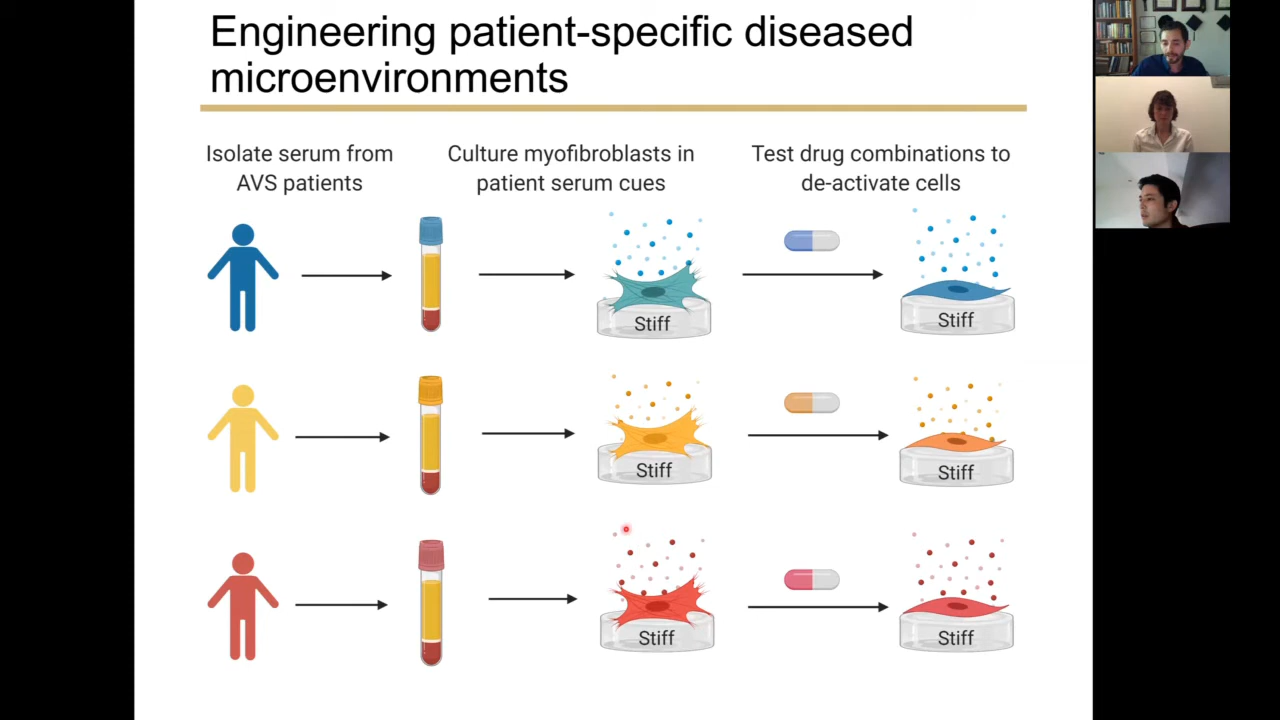 Engineering patient-specific diseased
microenvironments
Isolate serum from
AVS patients
Culture myofibroblasts in
patient serum cues
Test drug combinations to
de-activate cells
Stiff
Stiff
Stiff
Stiff
Stiff
Stiff